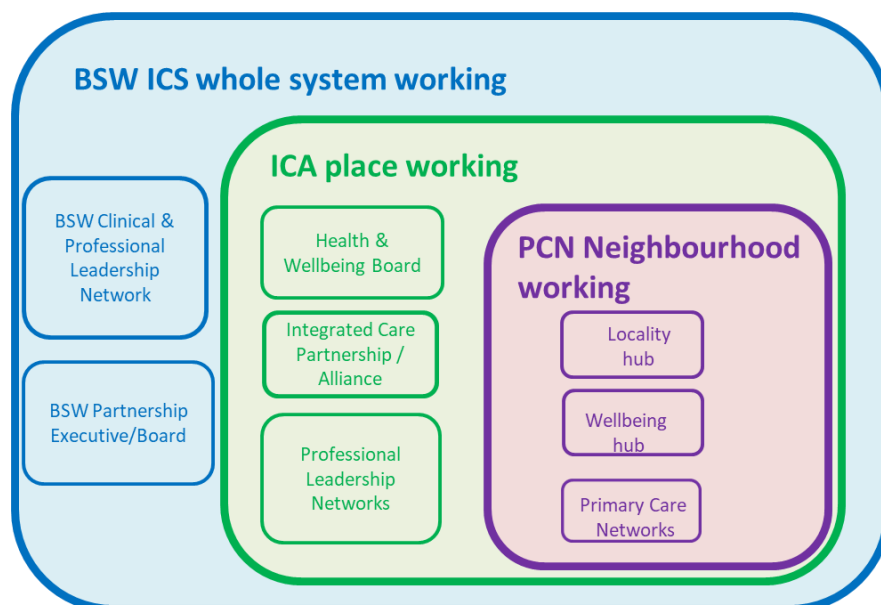 BSW ICS whole system working
BSW Clinical &
Professional
Leadership
Network
BSW Partnership
Executive/Board
ICA place working
Health &
Wellbeing Board
Integrated Care
Partnership /
Alliance
Professional
Leadership
Networks
PCN Neighbourhood
working
Locality
hub
Wellbeing
hub
Primary Care
Networks